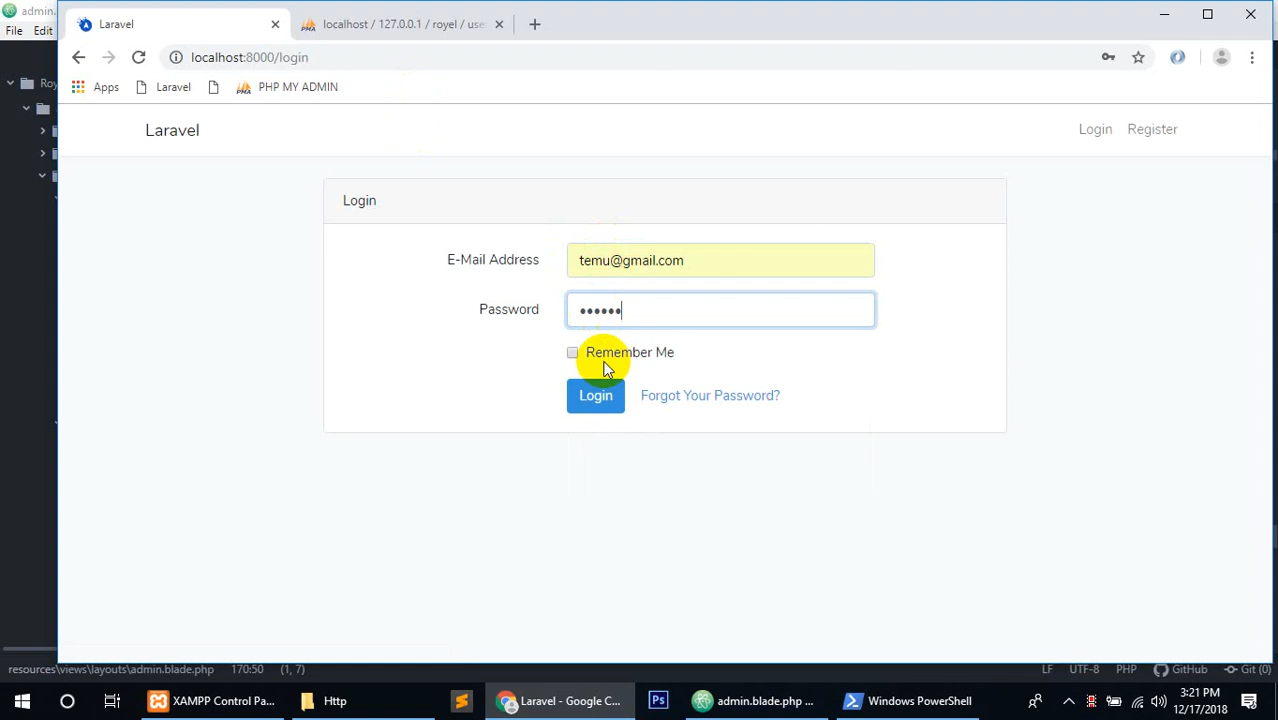 admin.
File Edit
Roy
Laravel
localhost / 127.0.0.1 / royel / use
localhost:8000/login
Apps Laravel PHP MY ADMIN
Laravel
Login Register
Login
E-Mail Address temu@gmail.com
Password ••••••
Remember Me
Login Forgot Your Password?
resources\views\layouts\admin.blade.php 170:50 (1, 7) LF UTF-8 PHP GitHub Git (0)
XAMPP Control Pa... Http Laravel - Google C... Ps admin.blade.php ... Windows PowerShell
3:21 PM
12/17/2018